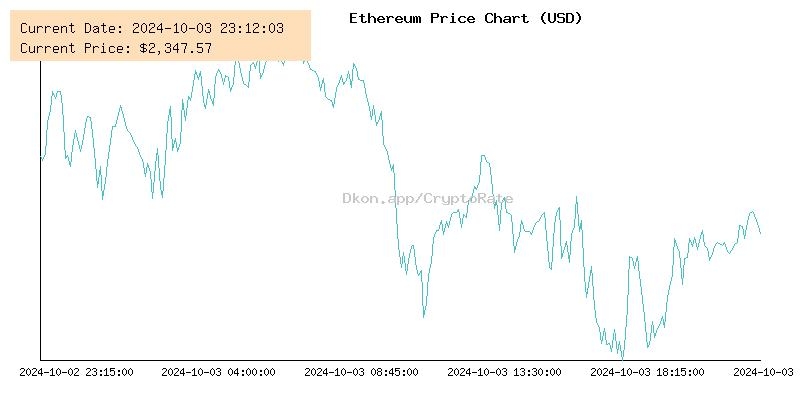 Ethereum Price Chart (USD)
Current Date: 2024-10-03 23:12:03
Current Price: $2,347.57
Dkon.app/CryptoRate
2024-10-02 23:15:00 2024-10-03 04:00:00 2024-10-03 08:45:00 2024-10-03 13:30:00 2024-10-03 18:15:00 2024-10-03